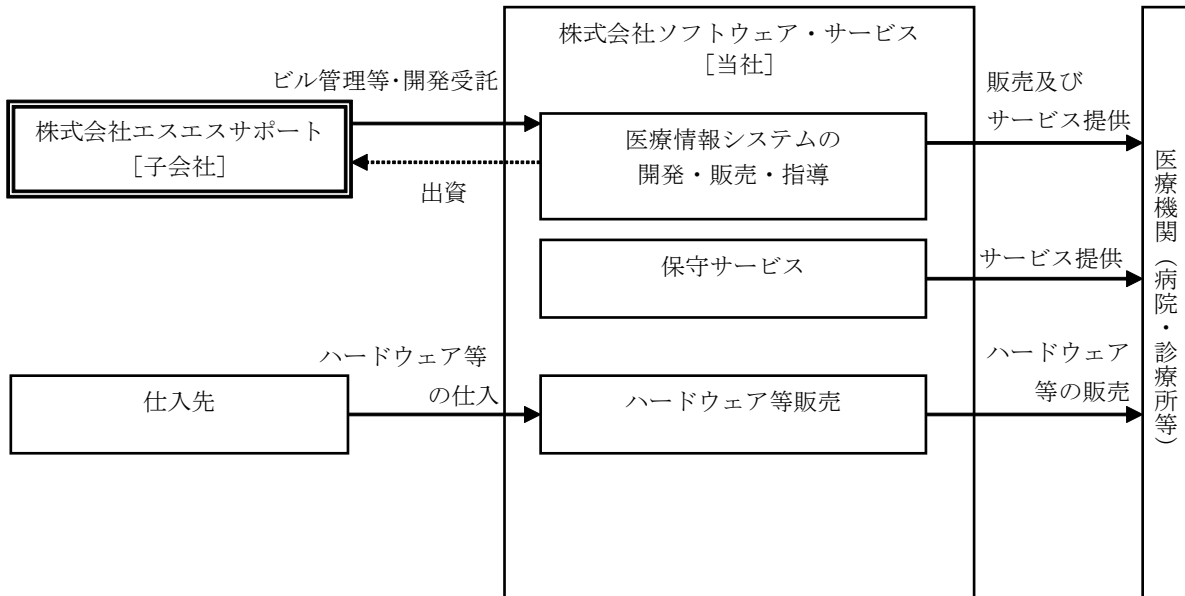 株式会社ソフトウェア・サービス
［当社］
ビル管理等・開発受託
株式会社エスエスサポート
［子会社］
出資
医療情報システムの
開発・販売・指導
販売及び
サービス提供
保守サービス
サービス提供
仕入先
ハードウェア等
の仕入
ハードウェア等販売
ハードウェア
等の販売
医療機関（病院・診療所等）